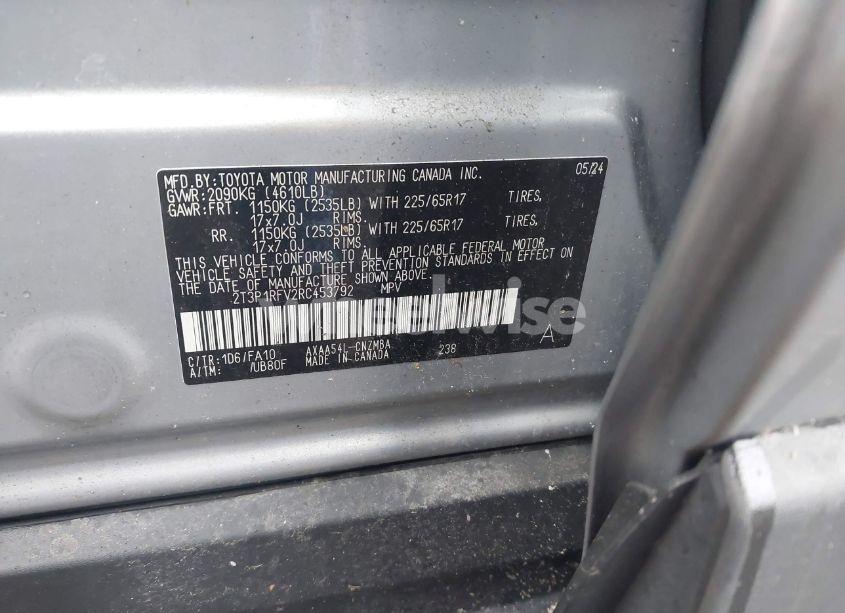 MFD.BY:TOYOTA MOTOR MANUFACTURING CANADA INC. 05/24
GVWR:2090KG (4610LB)
GAWR:FRT. 1150KG (2535LB) WITH 225/65R17 TIRES,
17x7.0J RIMS,
RR. 1150KG (2535LB) WITH 225/65R17 TIRES,
17x7.0J RIMS.
THIS VEHICLE CONFORMS TO ALL APPLICABLE FEDERAL MOTOR
VEHICLE SAFETY AND THEFT PREVENTION STANDARDS IN EFFECT ON
THE DATE OF MANUFACTURE SHOWN ABOVE.
2T3P1RFV2RC453792 MPV
C/TR:1D6/FA10 AXAA54L-CNZMBA 238 A
A/TM: /UB80F MADE IN CANADA